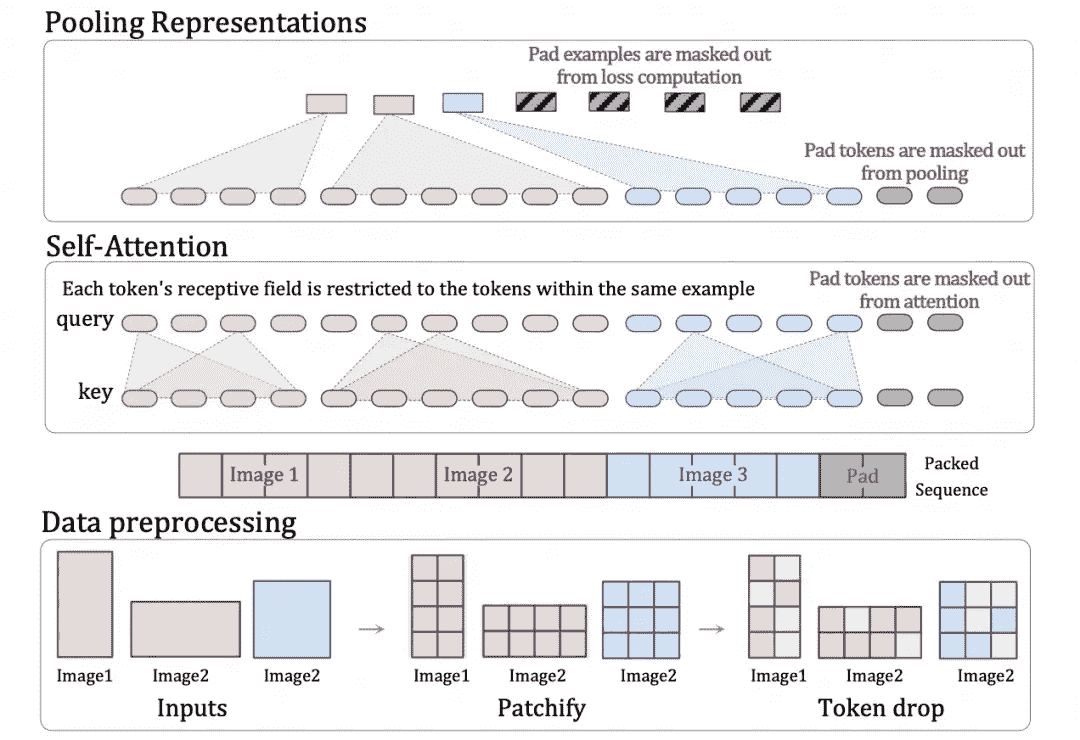 Pooling Representations
Pad examples are masked out
from loss computation
Pad tokens are masked out
from pooling
Self-Attention
Each token's receptive field is restricted to the tokens within the same example
Pad tokens are masked out
from attention
query
key
Image 1 Image 2 Image 3 Pad
Packed
Sequence
Data preprocessing
Image1 Image2 Image2 Image1 Image2 Image2 Image1 Image2 Image2
Inputs Patchify Token drop